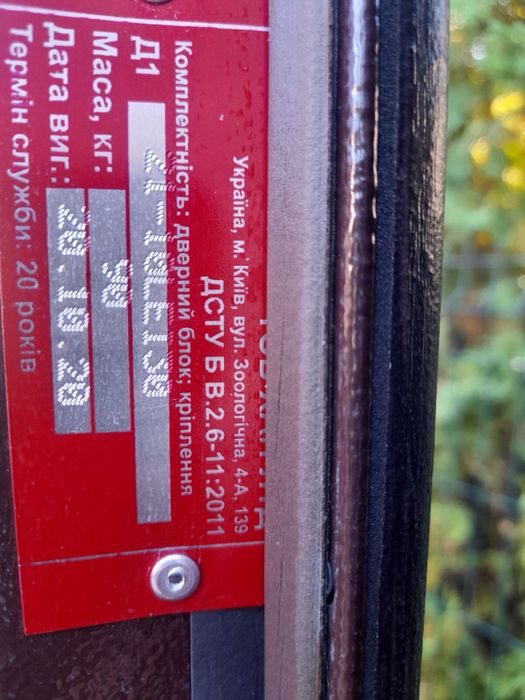 Україна, м. Київ, вул. Зоологічна, 4-А, 139
ДСТУ Б В.2.6-11:2011
Комплектність: дверний блок; кріплення
Д1
Маса, кг: 90
Дата виг.: 20.10.20
Термін служби: 20 років